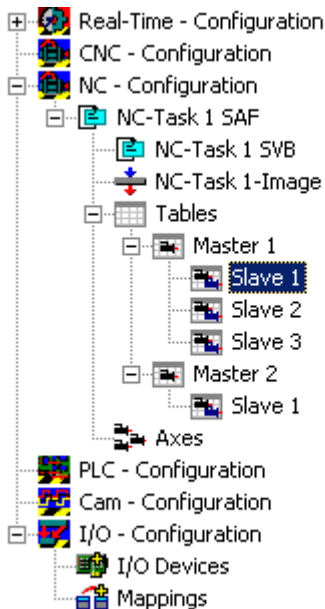 Real-Time - Configuration
CNC - Configuration
NC - Configuration
NC-Task 1 SAF
NC-Task 1 SVB
NC-Task 1-Image
Tables
Master 1
Slave 1
Slave 2
Slave 3
Master 2
Slave 1
Axes
PLC - Configuration
Cam - Configuration
I/O - Configuration
I/O Devices
Mappings